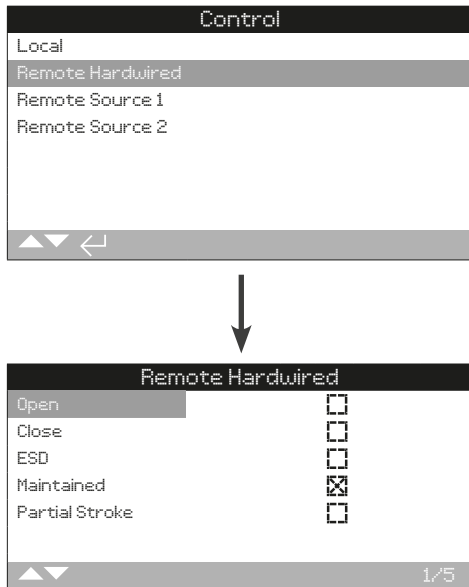 Control
Local
Remote Hardwired
Remote Source 1
Remote Source 2
Remote Hardwired
Open
Close
ESD
Maintained
Partial Stroke
1/5